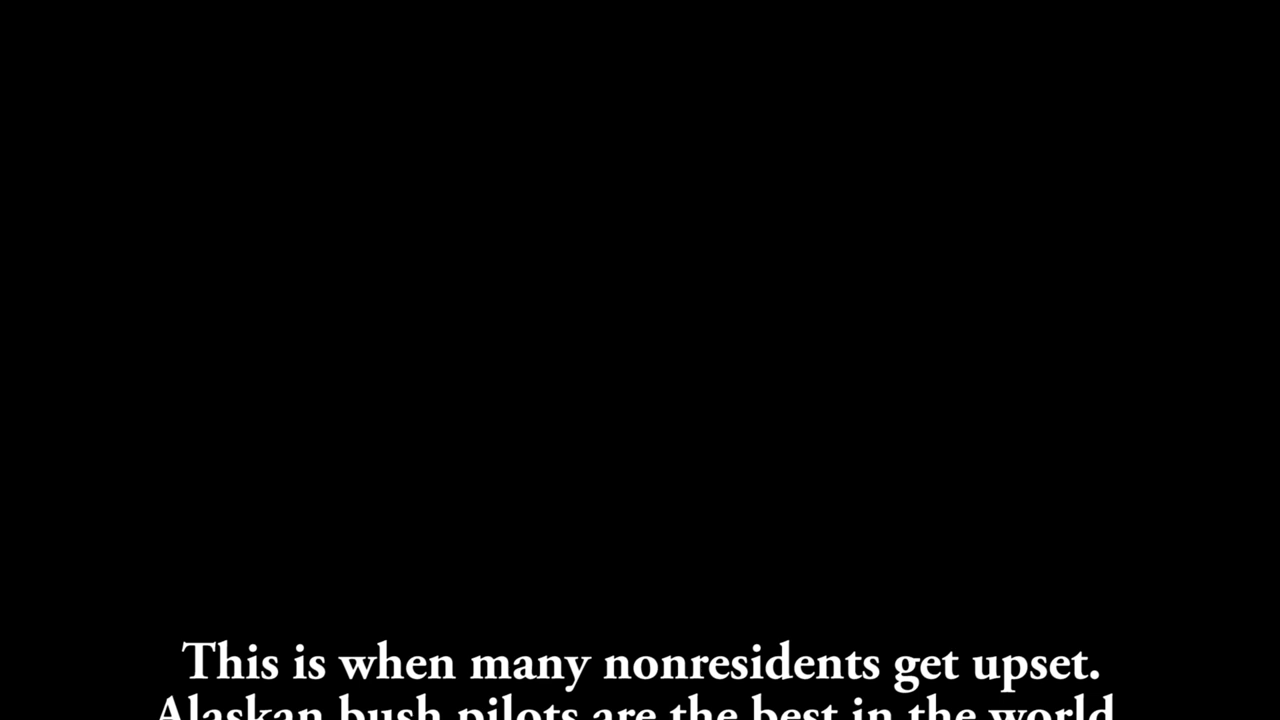 This is when many nonresidents get upset.
Alaskan bush pilots are the best in the world